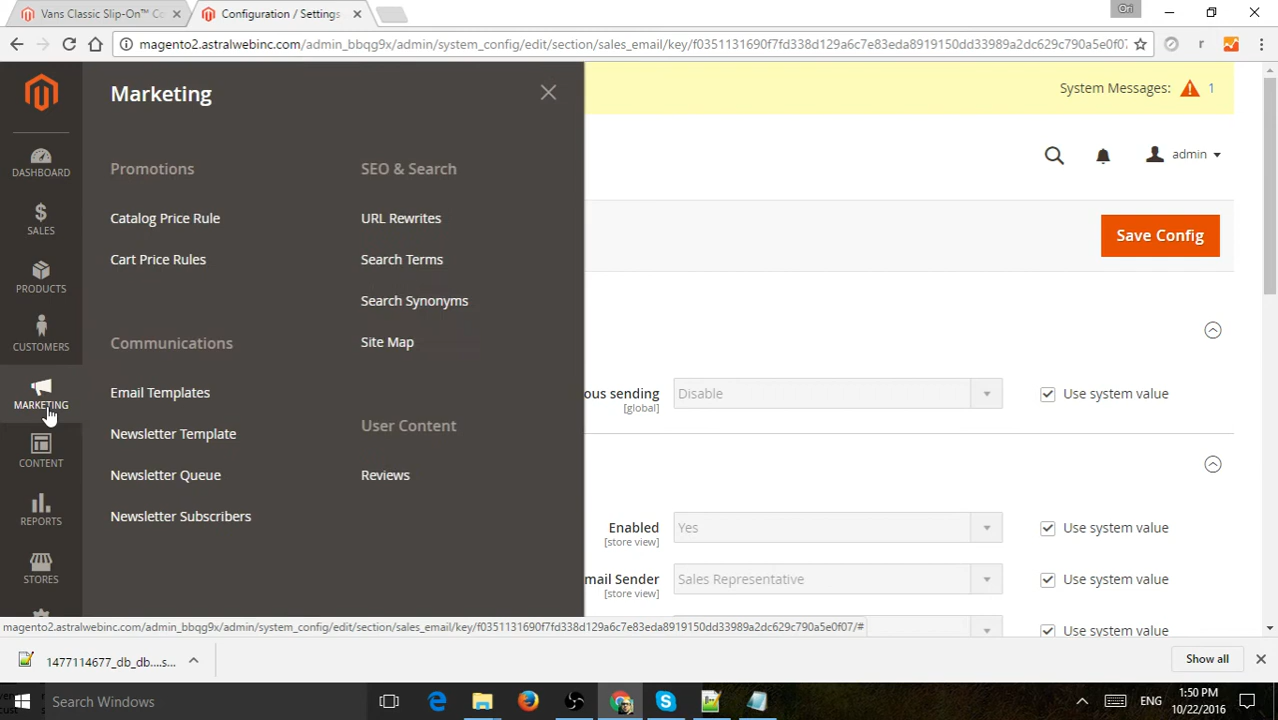 Vans Classic Slip-On™ Co
Configuration / Settings
Ori
magento2.astralwebinc.com/admin_bbqg9x/admin/system_config/edit/section/sales_email/key/f0351131690f7fd338d129a6c7e83eda8919150dd33989a2dc629c790a5e0f07
r
Marketing
System Messages: 1
DASHBOARD
SALES
PRODUCTS
CUSTOMERS
MARKETING
CONTENT
REPORTS
STORES
Promotions
Catalog Price Rule
Cart Price Rules
Communications
Email Templates
Newsletter Template
Newsletter Queue
Newsletter Subscribers
SEO & Search
URL Rewrites
Search Terms
Search Synonyms
Site Map
User Content
Reviews
admin
Save Config
ous sending
[global]
Disable
Use system value
Enabled
[store view]
Yes
Use system value
mail Sender
[store view]
Sales Representative
Use system value
Use system value
magento2.astralwebinc.com/admin_bbqg9x/admin/system_config/edit/section/sales_email/key/f0351131690f7fd338d129a6c7e83eda8919150dd33989a2dc629c790a5e0f07/#
1477114677_db_db....s...
Show all
Search Windows
ENG
1:50 PM
10/22/2016